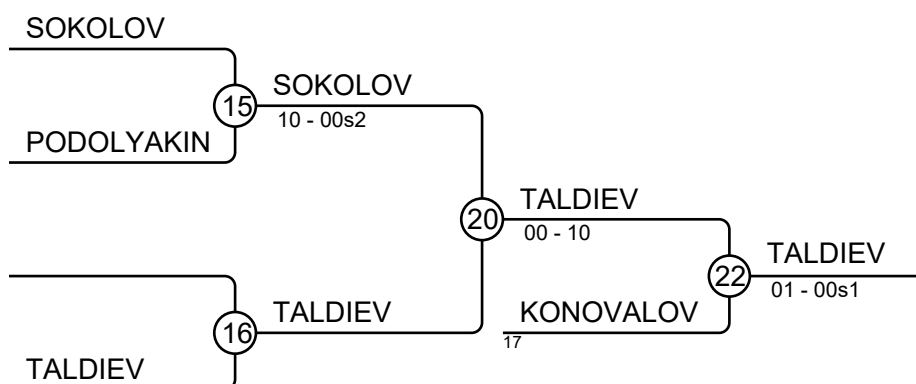 SOKOLOV
15
SOKOLOV
10 - 00s2
PODOLYAKIN
20
TALDIEV
00 - 10
22
TALDIEV
01 - 00s1
16
TALDIEV
KONOVALOV
17
TALDIEV